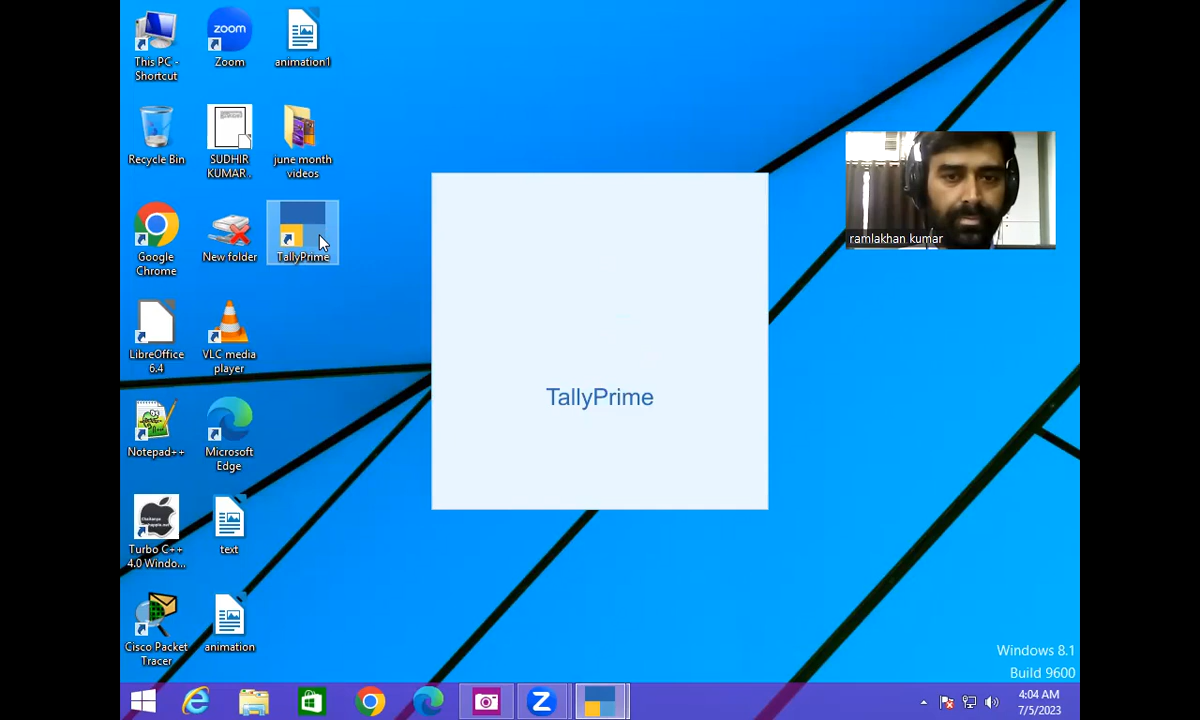 This PC -
Shortcut
zoom
Zoom
animation1
Recycle Bin
SUDHIR
KUMAR..
june month
videos
Google
Chrome
New folder
TallyPrime
LibreOffice
6.4
VLC media
player
Notepad++
Microsoft
Edge
Turbo C++
4.0 Windo...
text
Cisco Packet
Tracer
animation
TallyPrime
ramlakhan kumar
Windows 8.1
Build 9600
4:04 AM
7/5/2023